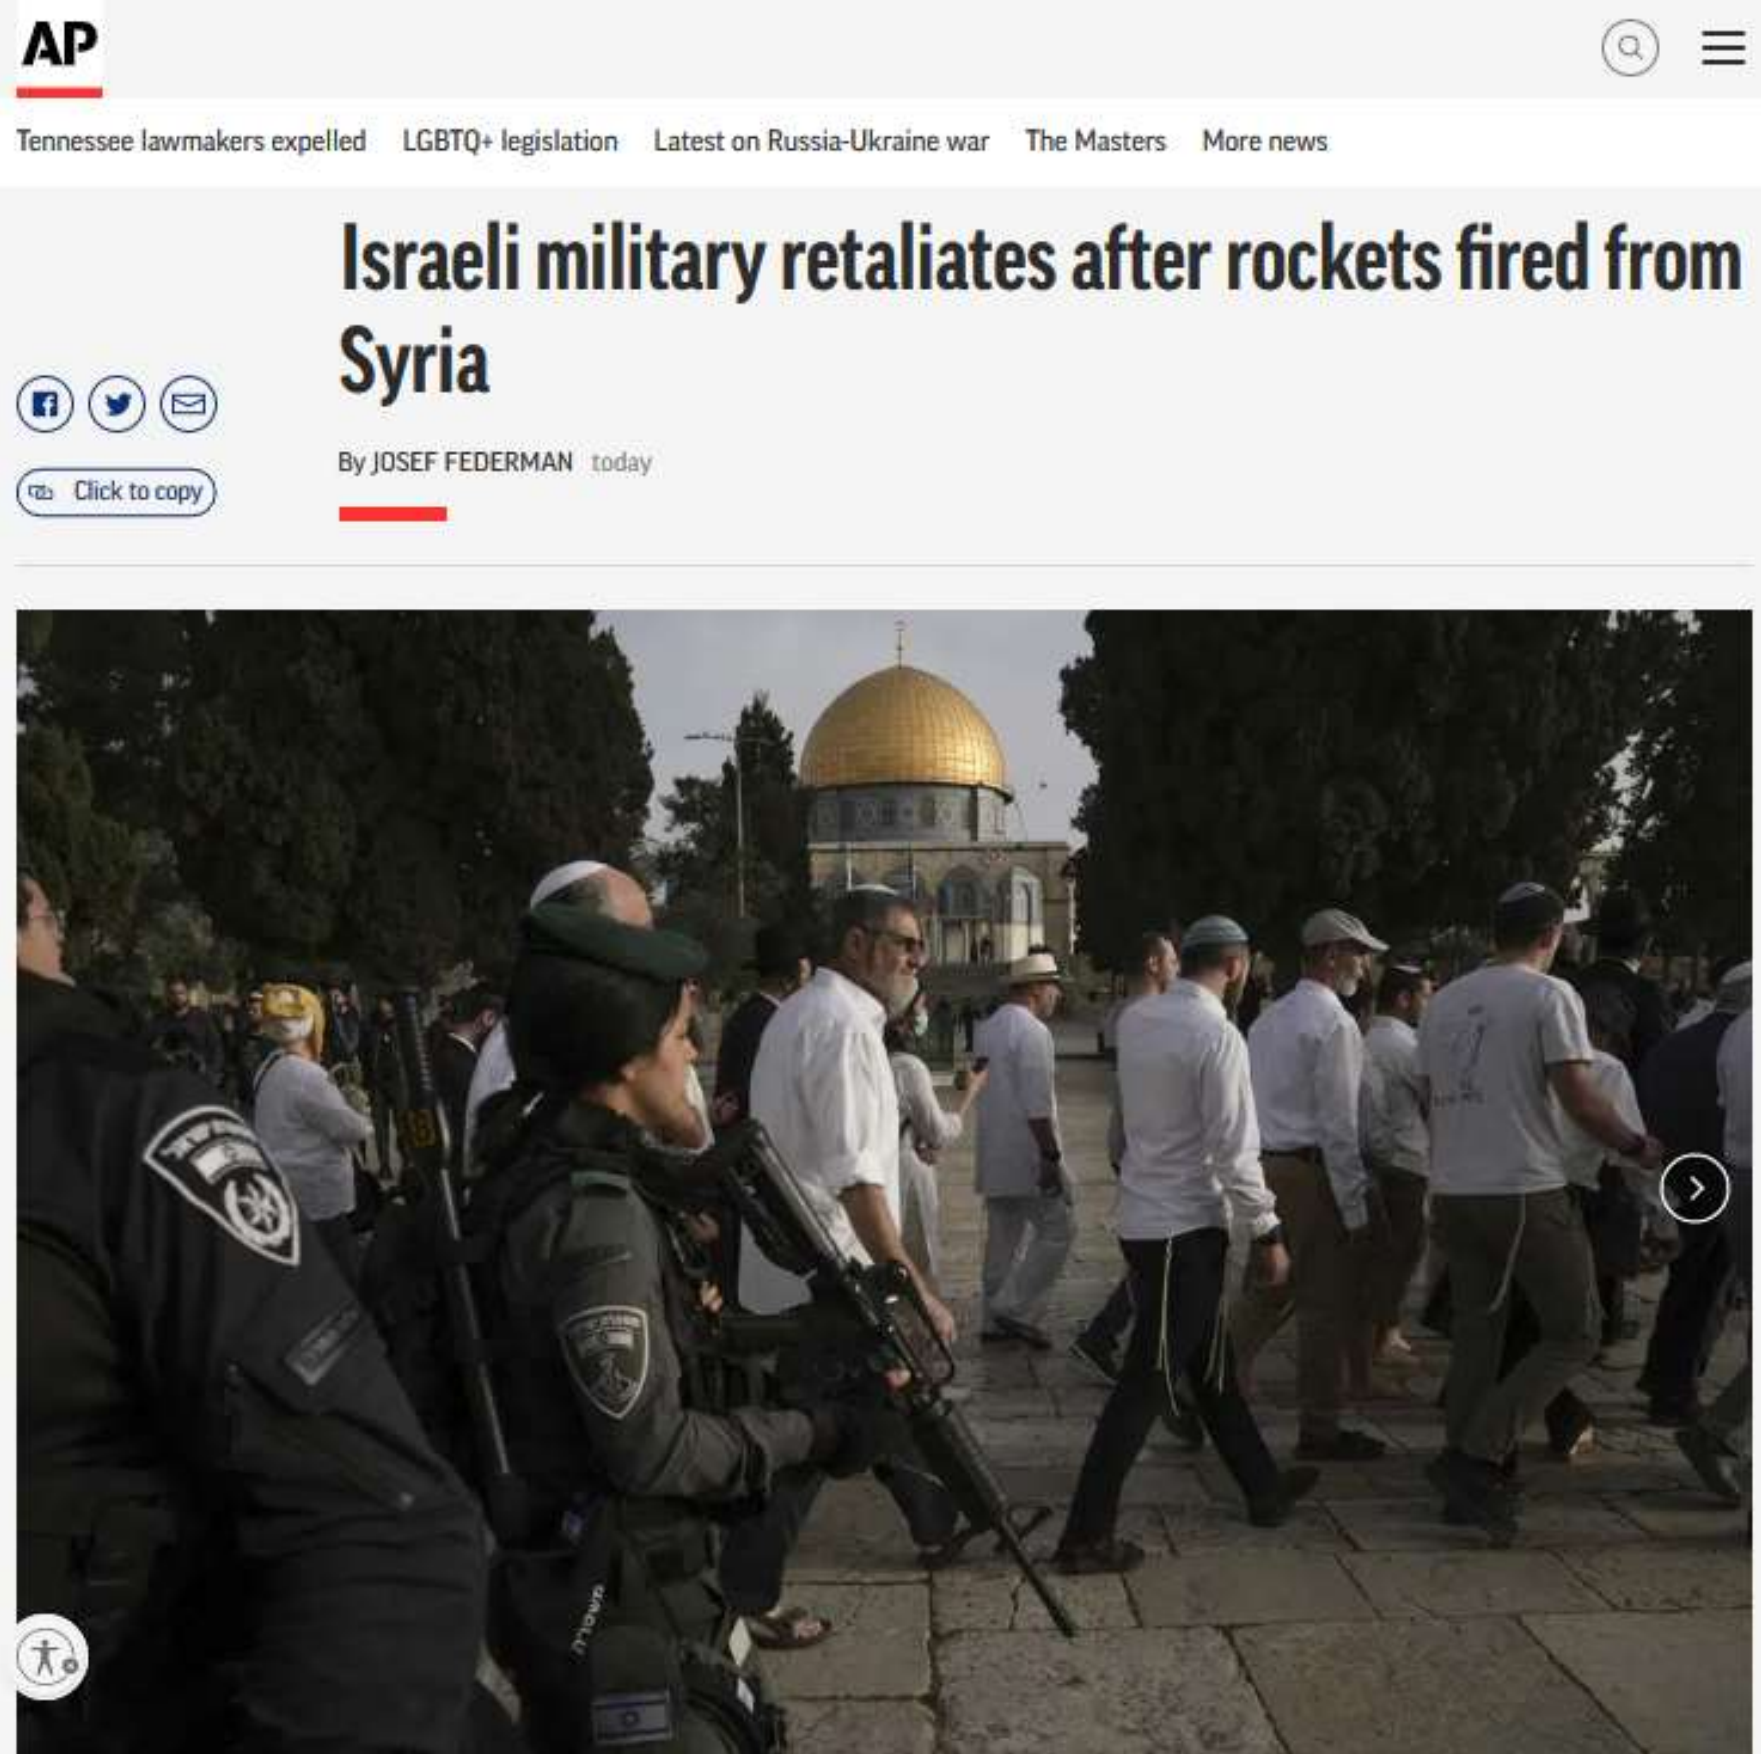 AP
Tennessee lawmakers expelled LGBTQ+ legislation Latest on Russia-Ukraine war The Masters More news
Israeli military retaliates after rockets fired from
Syria
By JOSEF FEDERMAN today
Click to copy